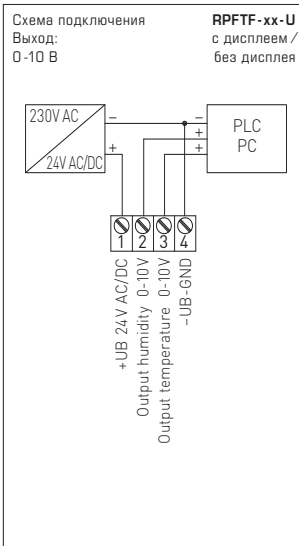 Схема подключения
Выход:
0-10 В
RPFTF-xx-U
с дисплеем /
без дисплея
230V AC
24V AC/DC
–
+
–
+
+
PLC
PC
1 2 3 4
+UB 24V AC/DC
Output humidity 0-10V
Output temperature 0-10V
–UB-GND